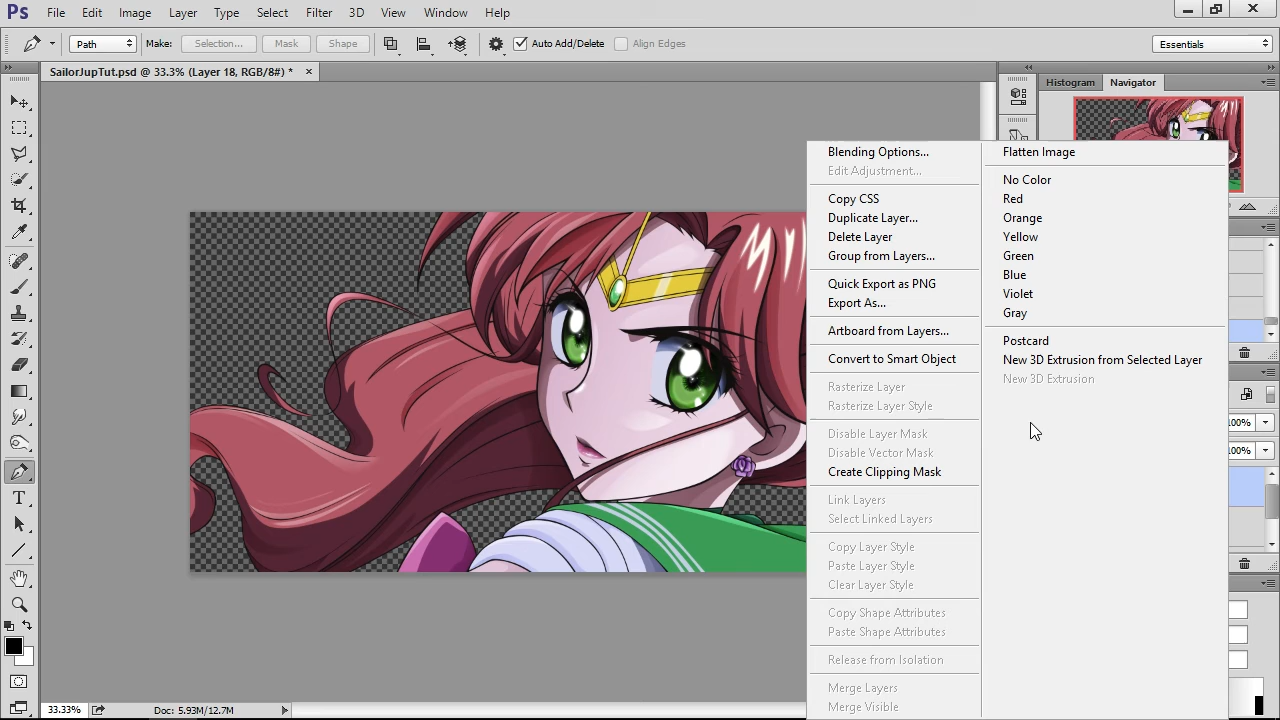 Ps File Edit Image Layer Type Select Filter 3D View Window Help
Path Make: Selection... Mask Shape Auto Add/Delete Align Edges Essentials
SailorJupTut.psd @ 33.3% (Layer 18, RGB/8#) *
Histogram Navigator
Blending Options...
Edit Adjustment...
Copy CSS
Duplicate Layer...
Delete Layer
Group from Layers...
Quick Export as PNG
Export As...
Artboard from Layers...
Convert to Smart Object
Rasterize Layer
Rasterize Layer Style
Disable Layer Mask
Disable Vector Mask
Create Clipping Mask
Link Layers
Select Linked Layers
Copy Layer Style
Paste Layer Style
Clear Layer Style
Copy Shape Attributes
Paste Shape Attributes
Release from Isolation
Merge Layers
Merge Visible
Flatten Image
No Color
Red
Orange
Yellow
Green
Blue
Violet
Gray
Postcard
New 3D Extrusion from Selected Layer
New 3D Extrusion
100%
100%
33.33% Doc: 5.93M/12.7M